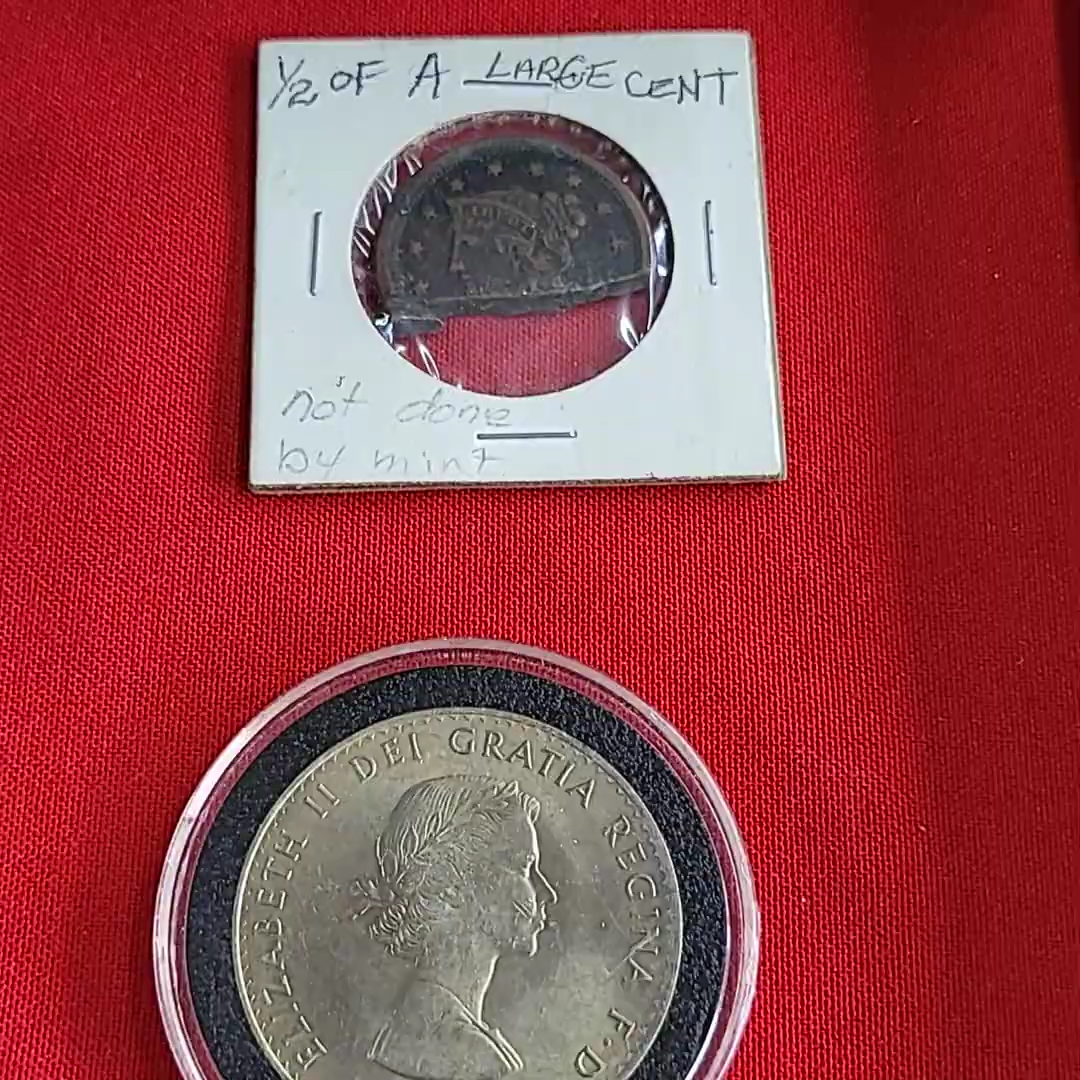 ½ OF A LARGE CENT
not done
by mint
ELIZABETH II DEI GRATIA REGINA F·D